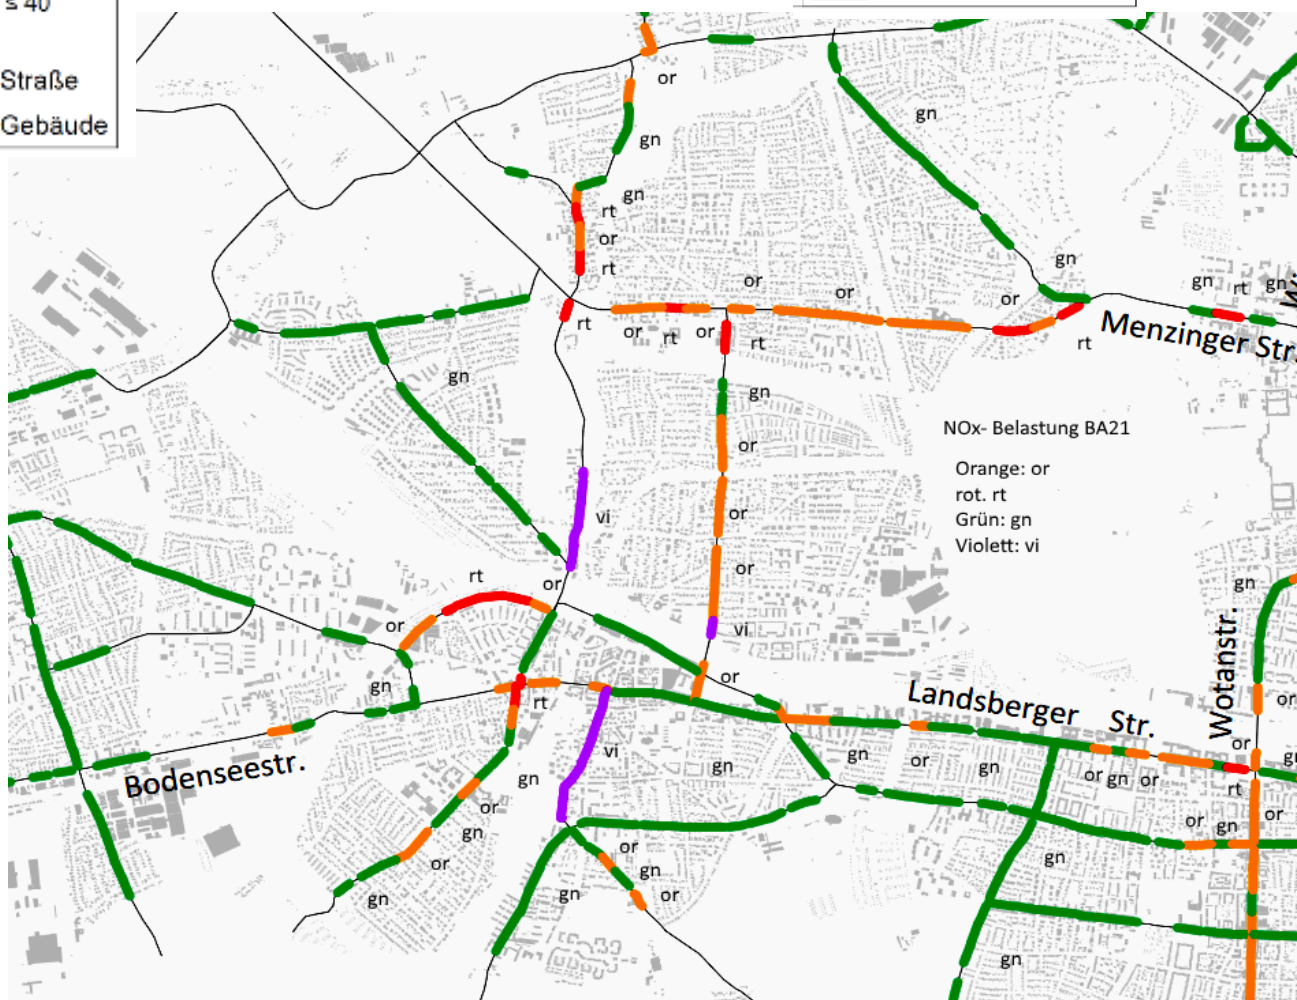 ≤ 40
Straße
Gebäude
or
gn
gn
gn
rt
or
rt
gn
or
or
or
gn
rt
gn
Wi
rt
or
rt
or
rt
rt
Menzinger Str.
gn
gn
or
NOx- Belastung BA21
Orange: or
rot. rt
Grün: gn
Violett: vi
or
vi
or
rt
or
gn
or
vi
gn
or
rt
Landsberger Str.
Wotanstr.
or
or
vi
gn
or
gn
gn
gn
Bodenseestr.
gn
or
gn
or
rt
or
gn
or
or
gn
or
gn
or
gn
gn
or
gn
gn